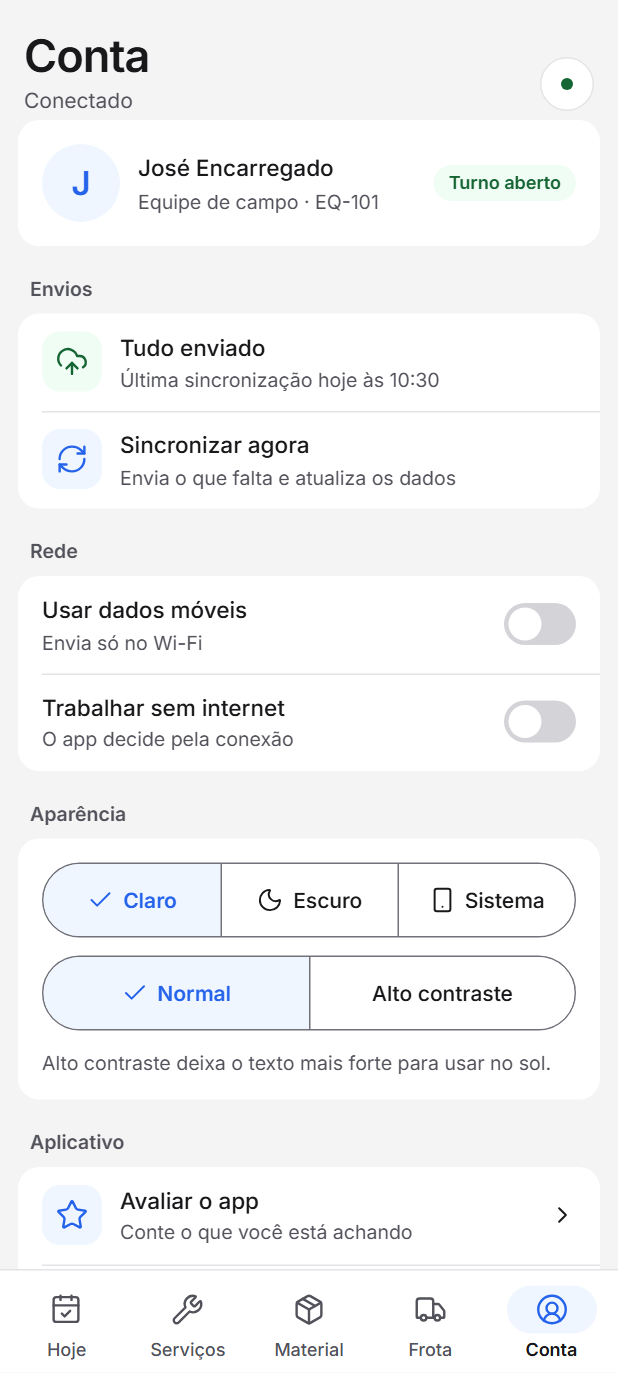 Conta
Conectado
J
José Encarregado
Equipe de campo · EQ-101
Turno aberto
Envios
Tudo enviado
Última sincronização hoje às 10:30
Sincronizar agora
Envia o que falta e atualiza os dados
Rede
Usar dados móveis
Envia só no Wi-Fi
Trabalhar sem internet
O app decide pela conexão
Aparência
Claro
Escuro
Sistema
Normal
Alto contraste
Alto contraste deixa o texto mais forte para usar no sol.
Aplicativo
Avaliar o app
Conte o que você está achando
Hoje
Serviços
Material
Frota
Conta